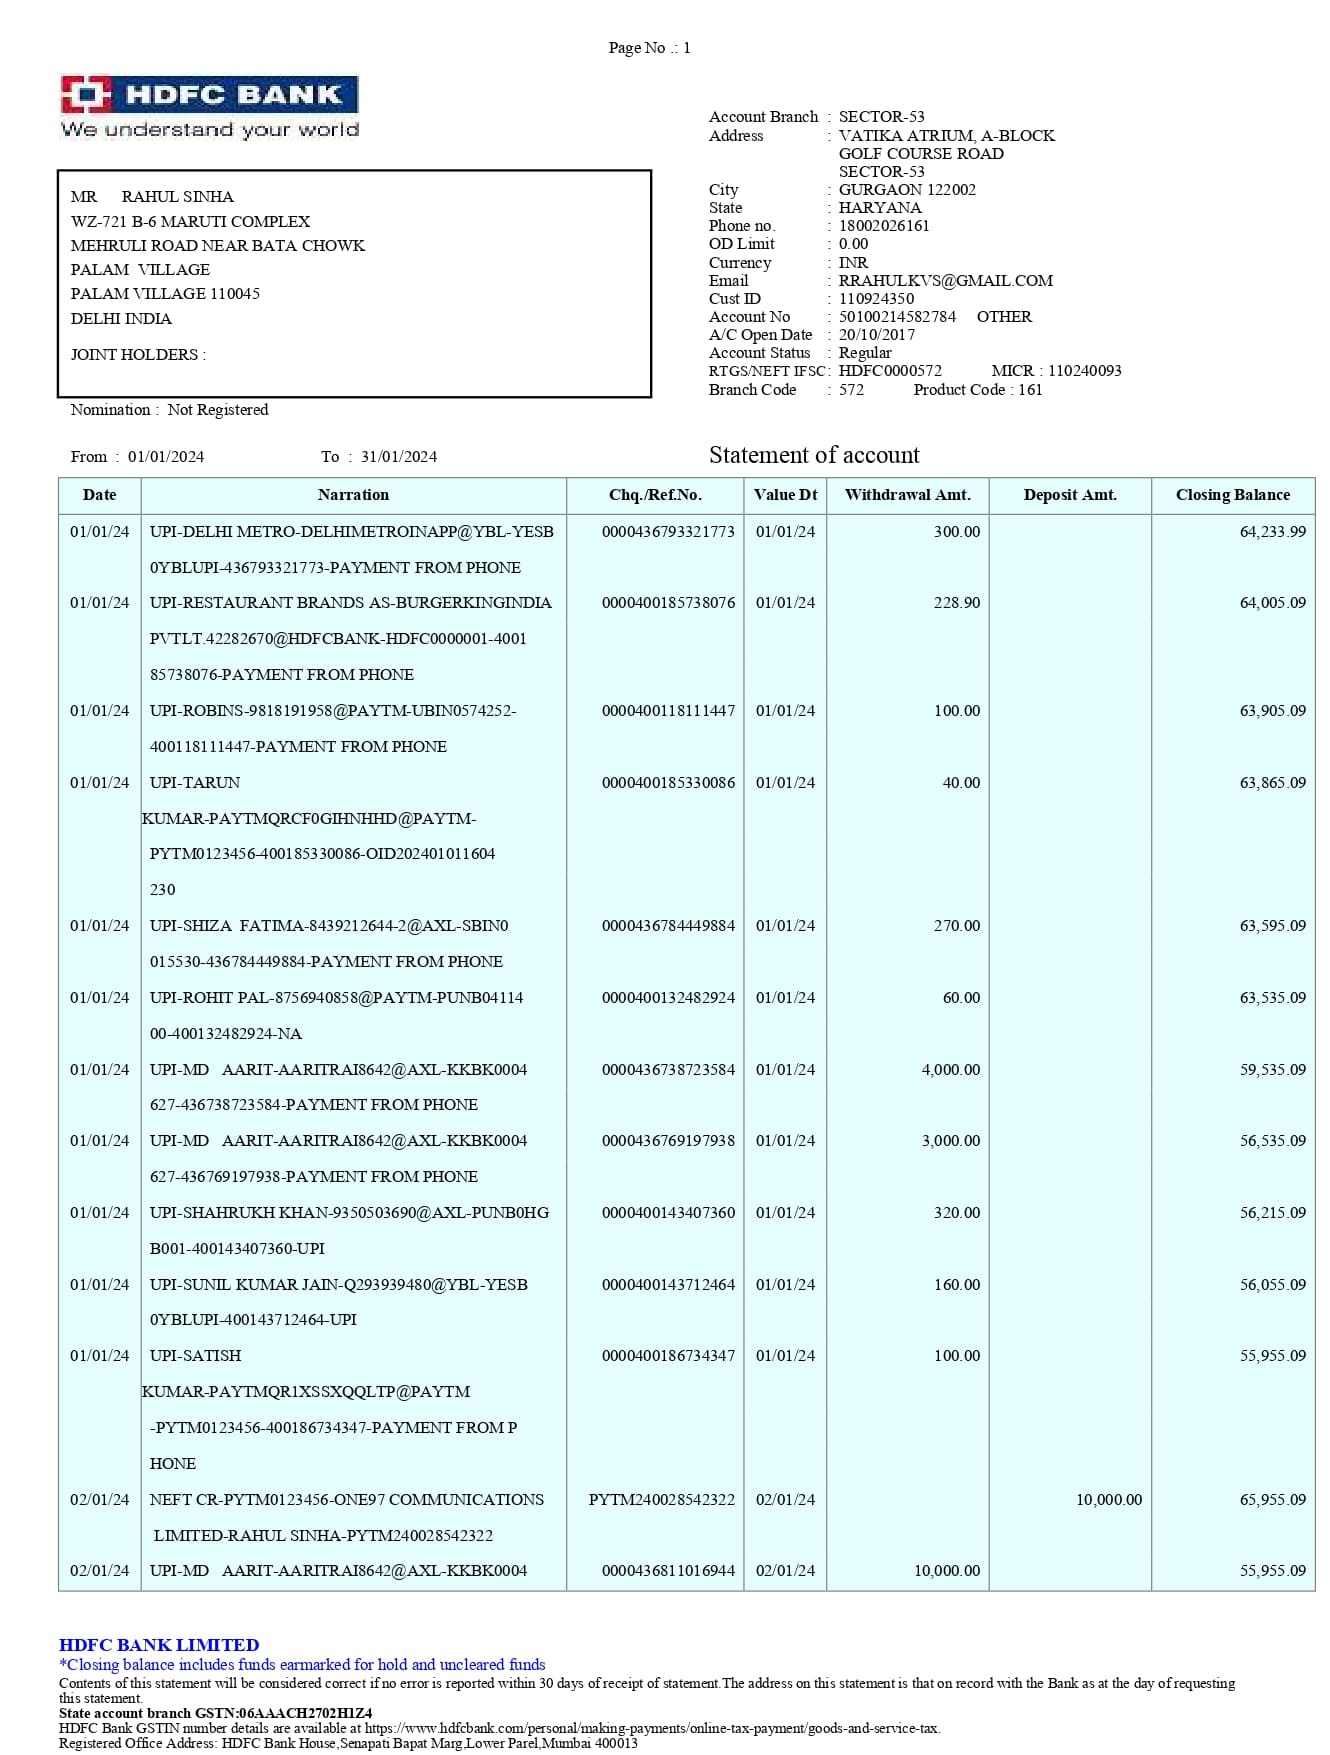 Page No .: 1
HDFC BANK
We understand your world
MR RAHUL SINHA
WZ-721 B-6 MARUTI COMPLEX
MEHRULI ROAD NEAR BATA CHOWK
PALAM VILLAGE
PALAM VILLAGE 110045
DELHI INDIA
JOINT HOLDERS :
Nomination : Not Registered
Account Branch : SECTOR-53
Address : VATIKA ATRIUM, A-BLOCK
GOLF COURSE ROAD
SECTOR-53
City : GURGAON 122002
State : HARYANA
Phone no. : 18002026161
OD Limit : 0.00
Currency : INR
Email : RRAHULKVS@GMAIL.COM
Cust ID : 110924350
Account No : 50100214582784 OTHER
A/C Open Date : 20/10/2017
Account Status : Regular
RTGS/NEFT IFSC : HDFC0000572 MICR : 110240093
Branch Code : 572 Product Code : 161
From : 01/01/2024 To : 31/01/2024 Statement of account
Date Narration Chq./Ref.No. Value Dt Withdrawal Amt. Deposit Amt. Closing Balance
01/01/24 UPI-DELHI METRO-DELHIMETROINAPP@YBL-YESB 0000436793321773 01/01/24 300.00 64,233.99
0YBLUPI-436793321773-PAYMENT FROM PHONE
01/01/24 UPI-RESTAURANT BRANDS AS-BURGERKINGINDIA 0000400185738076 01/01/24 228.90 64,005.09
PVTLT.42282670@HDFCBANK-HDFC0000001-4001
85738076-PAYMENT FROM PHONE
01/01/24 UPI-ROBINS-9818191958@PAYTM-UBIN0574252- 0000400118111447 01/01/24 100.00 63,905.09
400118111447-PAYMENT FROM PHONE
01/01/24 UPI-TARUN 0000400185330086 01/01/24 40.00 63,865.09
KUMAR-PAYTMQRCF0GIHNHHD@PAYTM-
PYTM0123456-400185330086-OID202401011604
230
01/01/24 UPI-SHIZA FATIMA-8439212644-2@AXL-SBIN0 0000436784449884 01/01/24 270.00 63,595.09
015530-436784449884-PAYMENT FROM PHONE
01/01/24 UPI-ROHIT PAL-8756940858@PAYTM-PUNB04114 0000400132482924 01/01/24 60.00 63,535.09
00-400132482924-NA
01/01/24 UPI-MD AARIT-AARITRAI8642@AXL-KKBK0004 0000436738723584 01/01/24 4,000.00 59,535.09
627-436738723584-PAYMENT FROM PHONE
01/01/24 UPI-MD AARIT-AARITRAI8642@AXL-KKBK0004 0000436769197938 01/01/24 3,000.00 56,535.09
627-436769197938-PAYMENT FROM PHONE
01/01/24 UPI-SHAHRUKH KHAN-9350503690@AXL-PUNB0HG 0000400143407360 01/01/24 320.00 56,215.09
B001-400143407360-UPI
01/01/24 UPI-SUNIL KUMAR JAIN-Q293939480@YBL-YESB 0000400143712464 01/01/24 160.00 56,055.09
0YBLUPI-400143712464-UPI
01/01/24 UPI-SATISH 0000400186734347 01/01/24 100.00 55,955.09
KUMAR-PAYTMQR1XSSXQQLTP@PAYTM
-PYTM0123456-400186734347-PAYMENT FROM P
HONE
02/01/24 NEFT CR-PYTM0123456-ONE97 COMMUNICATIONS PYTM240028542322 02/01/24 10,000.00 65,955.09
LIMITED-RAHUL SINHA-PYTM240028542322
02/01/24 UPI-MD AARIT-AARITRAI8642@AXL-KKBK0004 0000436811016944 02/01/24 10,000.00 55,955.09
HDFC BANK LIMITED
*Closing balance includes funds earmarked for hold and uncleared funds
Contents of this statement will be considered correct if no error is reported within 30 days of receipt of statement.The address on this statement is that on record with the Bank as at the day of requesting
this statement.
State account branch GSTN:06AAACH2702H1Z4
HDFC Bank GSTIN number details are available at https://www.hdfcbank.com/personal/making-payments/online-tax-payment/goods-and-service-tax.
Registered Office Address: HDFC Bank House,Senapati Bapat Marg,Lower Parel,Mumbai 400013